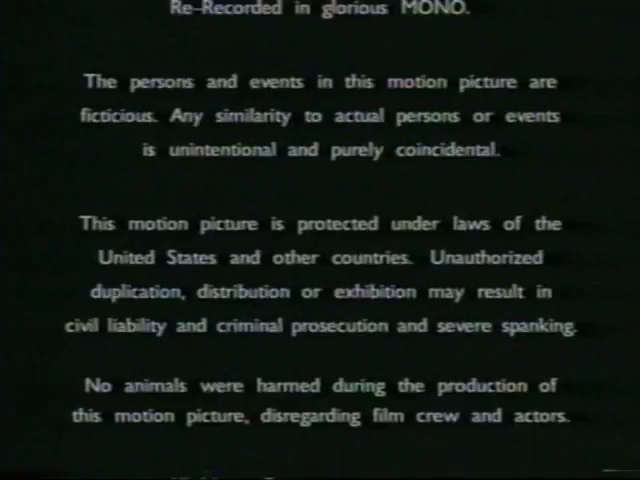 Re-Recorded in glorious MONO.
The persons and events in this motion picture are
ficticious. Any similarity to actual persons or events
is unintentional and purely coincidental.
This motion picture is protected under laws of the
United States and other countries. Unauthorized
duplication, distribution or exhibition may result in
civil liability and criminal prosecution and severe spanking.
No animals were harmed during the production of
this motion picture, disregarding film crew and actors.